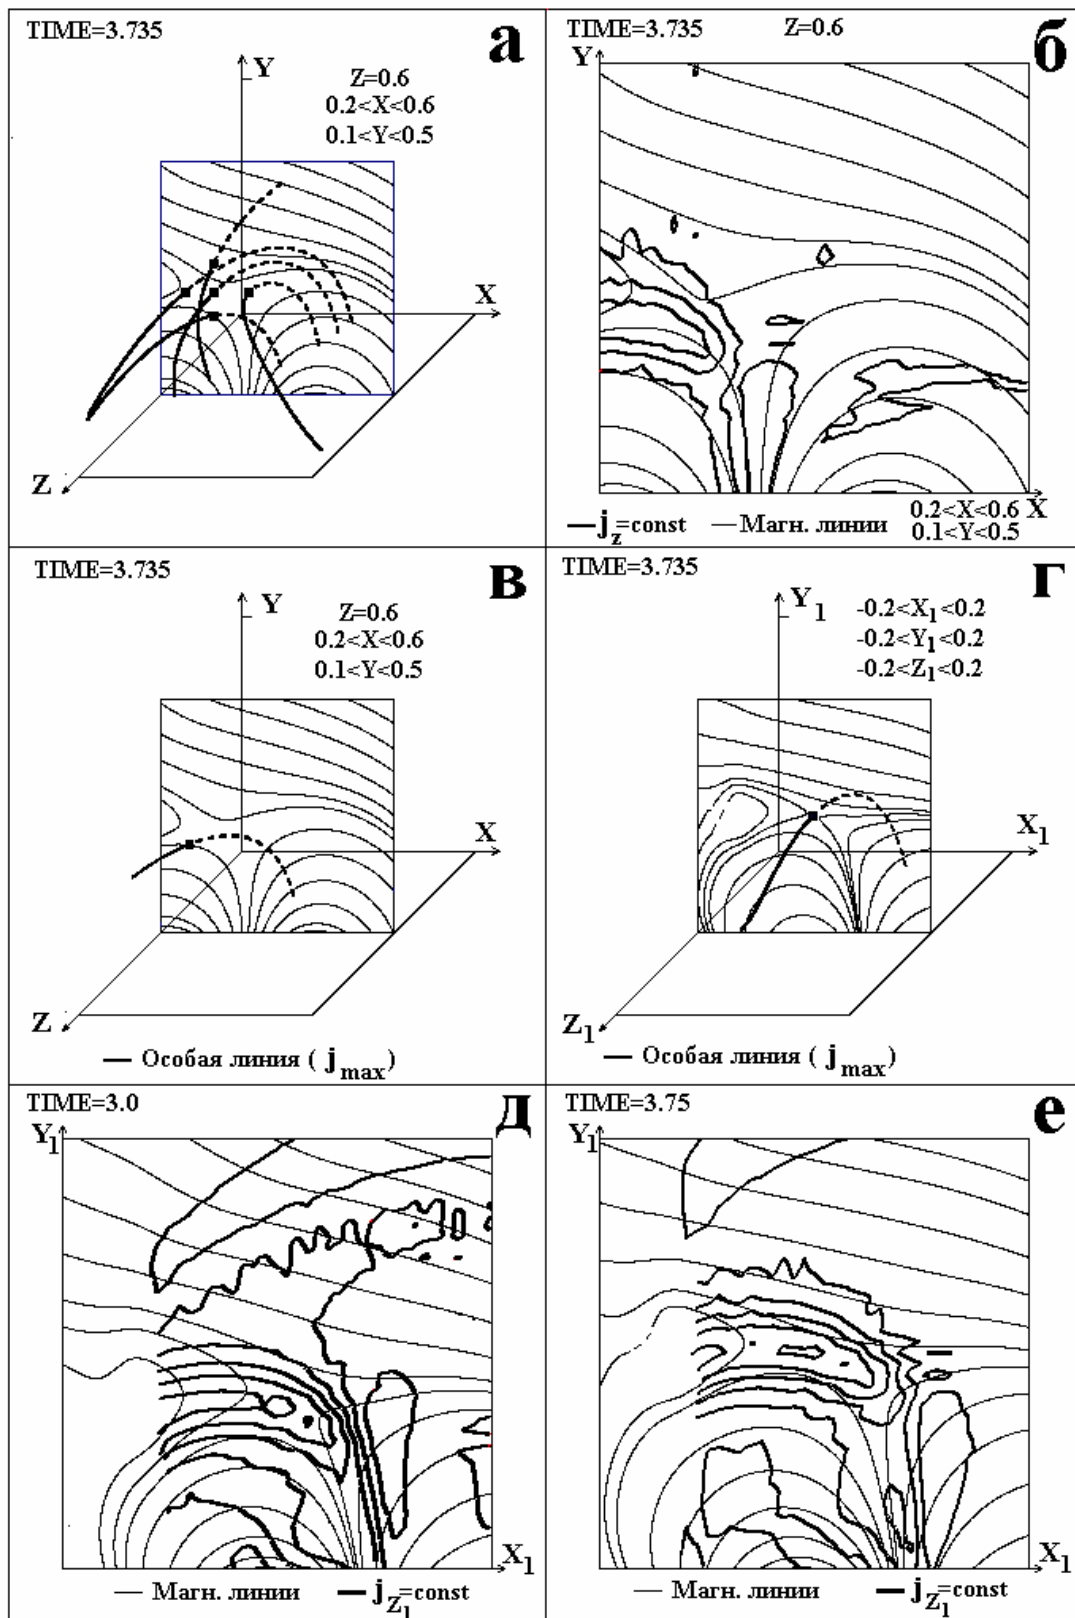 TIME=3.735
а
Y
Z=0.6
0.2<X<0.6
0.1<Y<0.5
X
Z
TIME=3.735 Z=0.6
б
Y
j_z=const Магн. линии
0.2<X<0.6 X
0.1<Y<0.5
TIME=3.735
в
Y
Z=0.6
0.2<X<0.6
0.1<Y<0.5
X
Z
Особая линия ( j_max)
TIME=3.735
г
Y_1
-0.2<X_1<0.2
-0.2<Y_1<0.2
-0.2<Z_1<0.2
X_1
Z_1
Особая линия ( j_max)
TIME=3.0
д
Y_1
X_1
Магн. линии j_Z_1=const
TIME=3.75
е
Y_1
X_1
Магн. линии j_Z_1=const